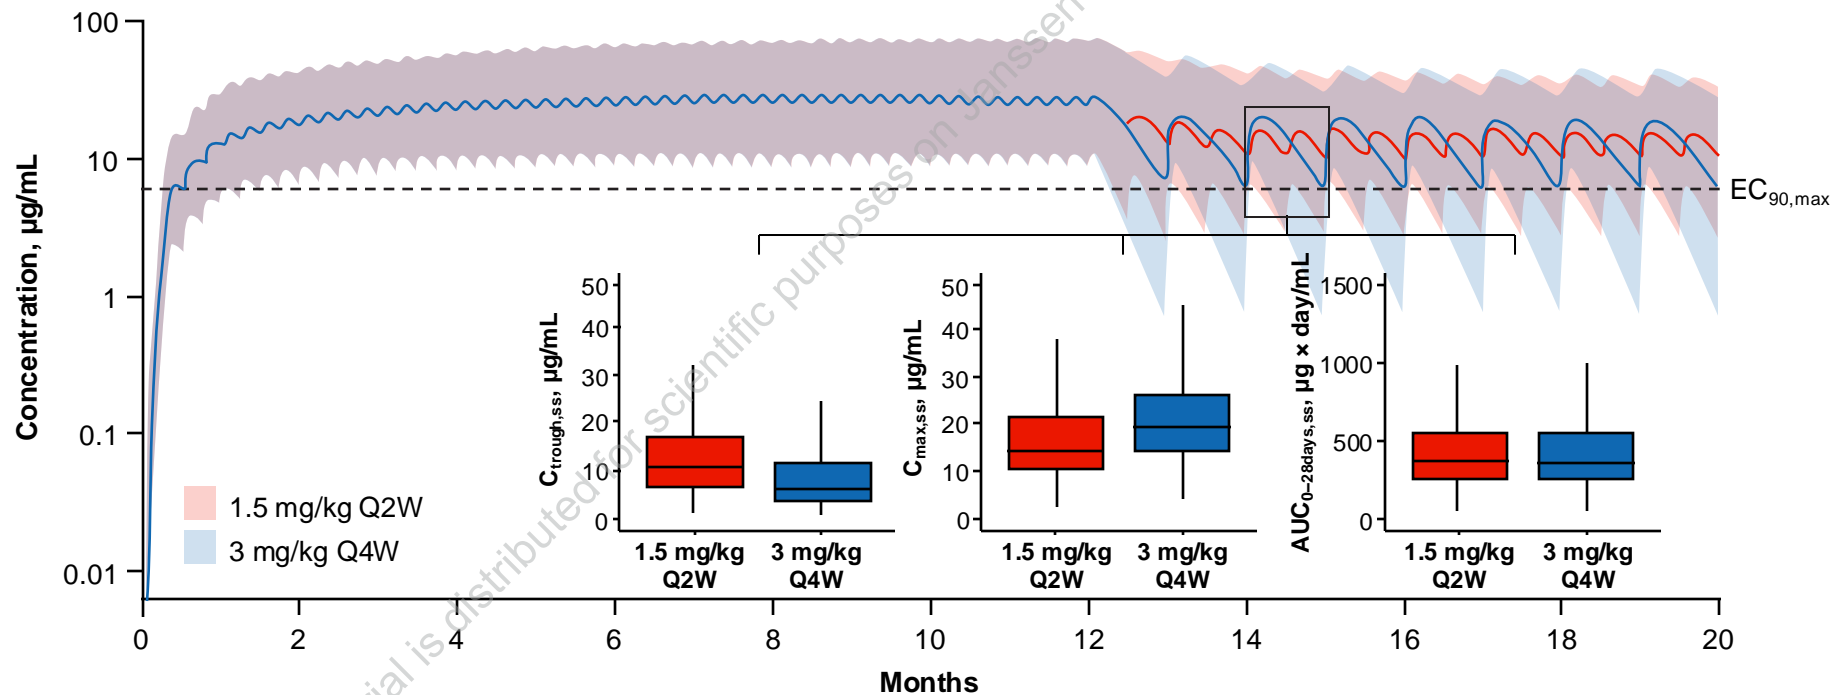 100
10
1
0.1
0.01
Concentration, µg/mL
EC90,max
1.5 mg/kg Q2W
3 mg/kg Q4W
50
40
30
20
10
0
Ctrough,ss, µg/mL
1.5 mg/kg
Q2W
3 mg/kg
Q4W
50
40
30
20
10
0
Cmax,ss, µg/mL
1.5 mg/kg
Q2W
3 mg/kg
Q4W
1500
1000
500
0
AUC0–28days,ss, µg × day/mL
1.5 mg/kg
Q2W
3 mg/kg
Q4W
0 2 4 6 8 10 12 14 16 18 20
Months
is distributed for scientific purposes on Janssen